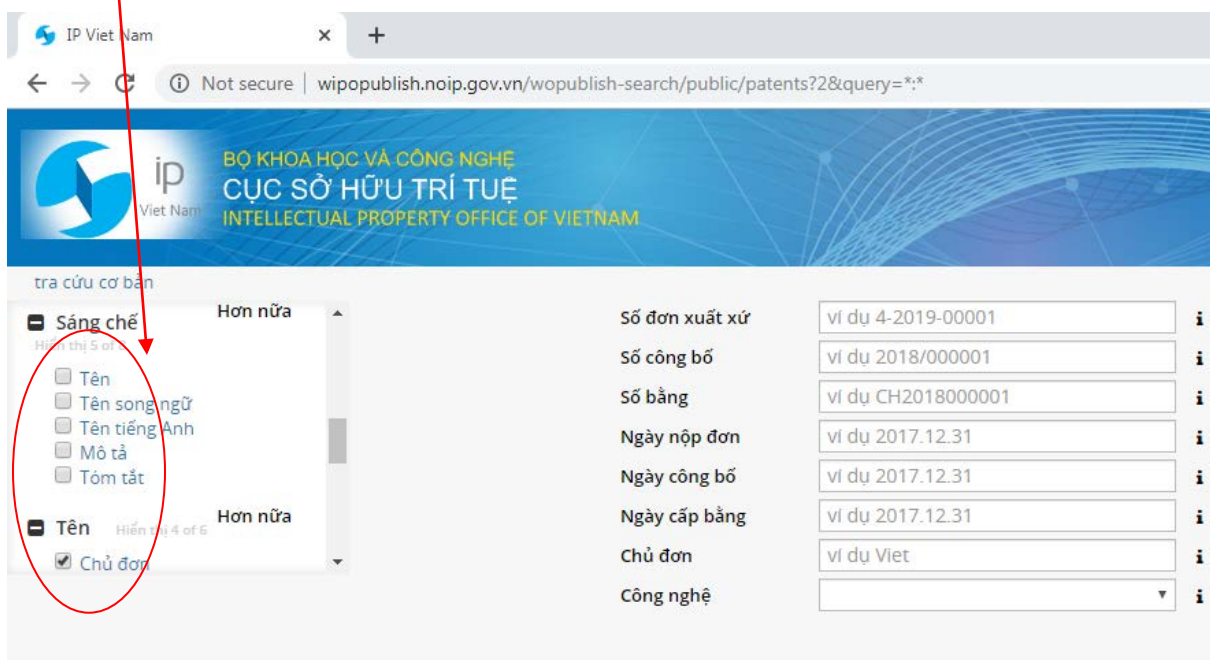 IP Viet Nam
Not secure | wipopublish.noip.gov.vn/wopublish-search/public/patents?2&query=*:*
ip
Viet Nam
BỘ KHOA HỌC VÀ CÔNG NGHỆ
CỤC SỞ HỮU TRÍ TUỆ
INTELLECTUAL PROPERTY OFFICE OF VIETNAM
tra cứu cơ bản
Sáng chế
Hơn nữa
Hiển thị 5 of
Tên
Tên song ngữ
Tên tiếng Anh
Mô tả
Tóm tắt
Tên Hiển thị 4 of 6 Hơn nữa
Chủ đơn
Số đơn xuất xứ ví dụ 4-2019-00001 i
Số công bố ví dụ 2018/000001 i
Số bằng ví dụ CH2018000001 i
Ngày nộp đơn ví dụ 2017.12.31 i
Ngày công bố ví dụ 2017.12.31 i
Ngày cấp bằng ví dụ 2017.12.31 i
Chủ đơn ví dụ Viet i
Công nghệ i